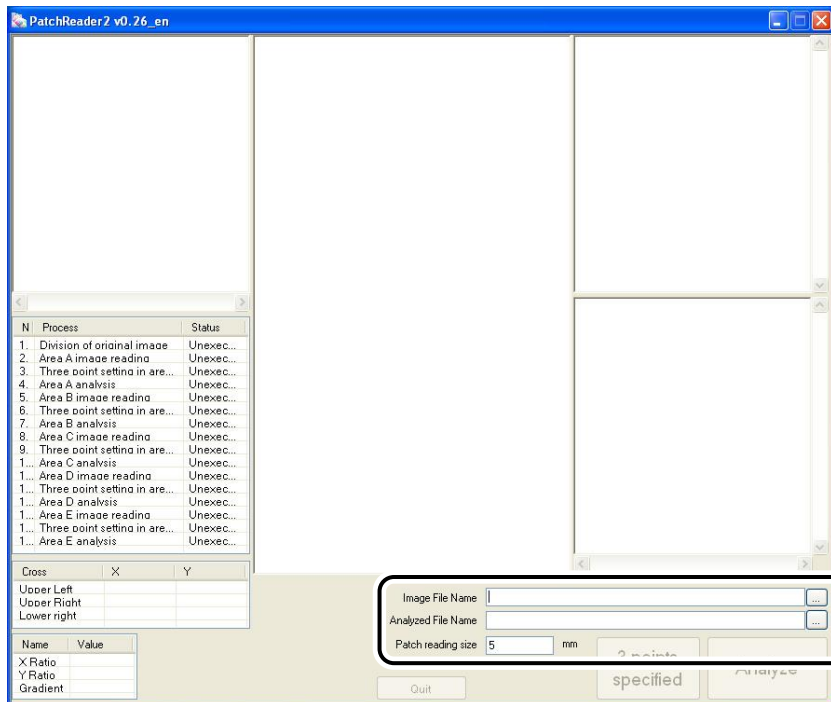 PatchReader2 v0.26_en
N Process Status
1. Division of original image Unexec...
2. Area A image reading Unexec...
3. Three point setting in are... Unexec...
4. Area A analysis Unexec...
5. Area B image reading Unexec...
6. Three point setting in are... Unexec...
7. Area B analysis Unexec...
8. Area C image reading Unexec...
9. Three point setting in are... Unexec...
1... Area C analysis Unexec...
1... Area D image reading Unexec...
1... Three point setting in are... Unexec...
1... Area D analysis Unexec...
1... Area E image reading Unexec...
1... Three point setting in are... Unexec...
1... Area E analysis Unexec...
Cross X Y
Upper Left
Upper Right
Lower right
Name Value
X Ratio
Y Ratio
Gradient
Image File Name ...
Analyzed File Name ...
Patch reading size 5 mm
3 points
specified
Analyze
Quit